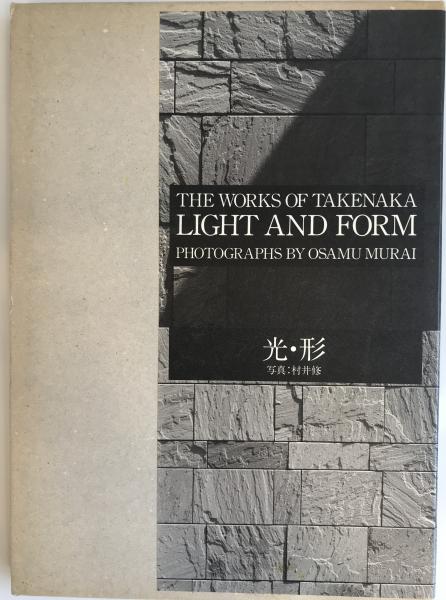 THE WORKS OF TAKENAKA
LIGHT AND FORM
PHOTOGRAPHS BY OSAMU MURAI
光・形
写真：村井修